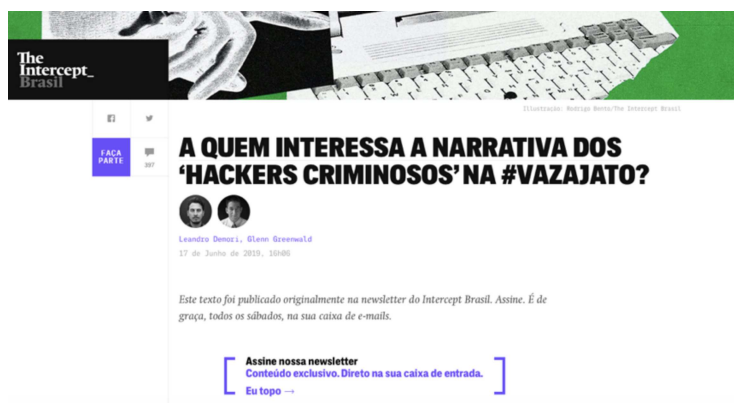 The
Intercept_
Brasil
Illustração: Rodrigo Bento/The Intercept Brasil
FAÇA
PARTE
307
A QUEM INTERESSA A NARRATIVA DOS
‘HACKERS CRIMINOSOS’ NA #VAZAJATO?
Leandro Demori, Glenn Greenwald
17 de Junho de 2019, 16h06
Este texto foi publicado originalmente na newsletter do Intercept Brasil. Assine. É de
graça, todos os sábados, na sua caixa de e-mails.
Assine nossa newsletter
Conteúdo exclusivo. Direto na sua caixa de entrada.
Eu topo →